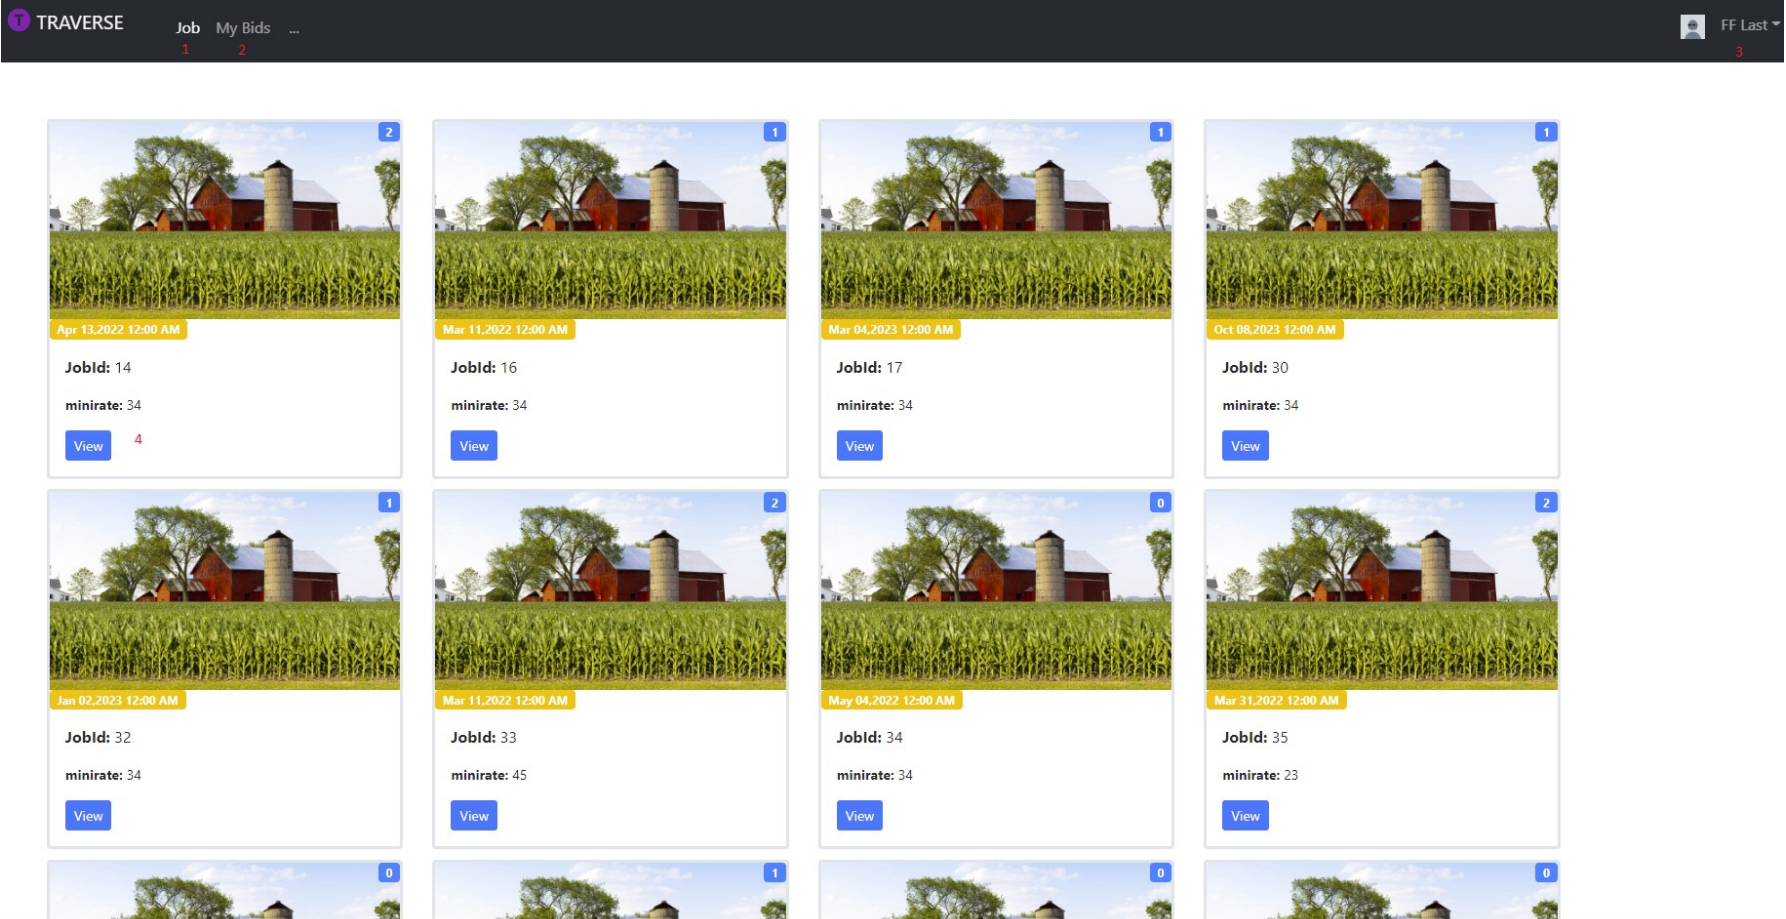 T TRAVERSE Job My Bids ... FF Last
1 2 3
2 1 1 1
Apr 13,2022 12:00 AM Mar 11,2022 12:00 AM Mar 04,2023 12:00 AM Oct 08,2023 12:00 AM
JobId: 14 JobId: 16 JobId: 17 JobId: 30
minirate: 34 minirate: 34 minirate: 34 minirate: 34
View 4 View View View
1 2 0 2
Jan 02,2023 12:00 AM Mar 11,2022 12:00 AM May 04,2022 12:00 AM Mar 31,2022 12:00 AM
JobId: 32 JobId: 33 JobId: 34 JobId: 35
minirate: 34 minirate: 45 minirate: 34 minirate: 23
View View View View
0 1 0 0